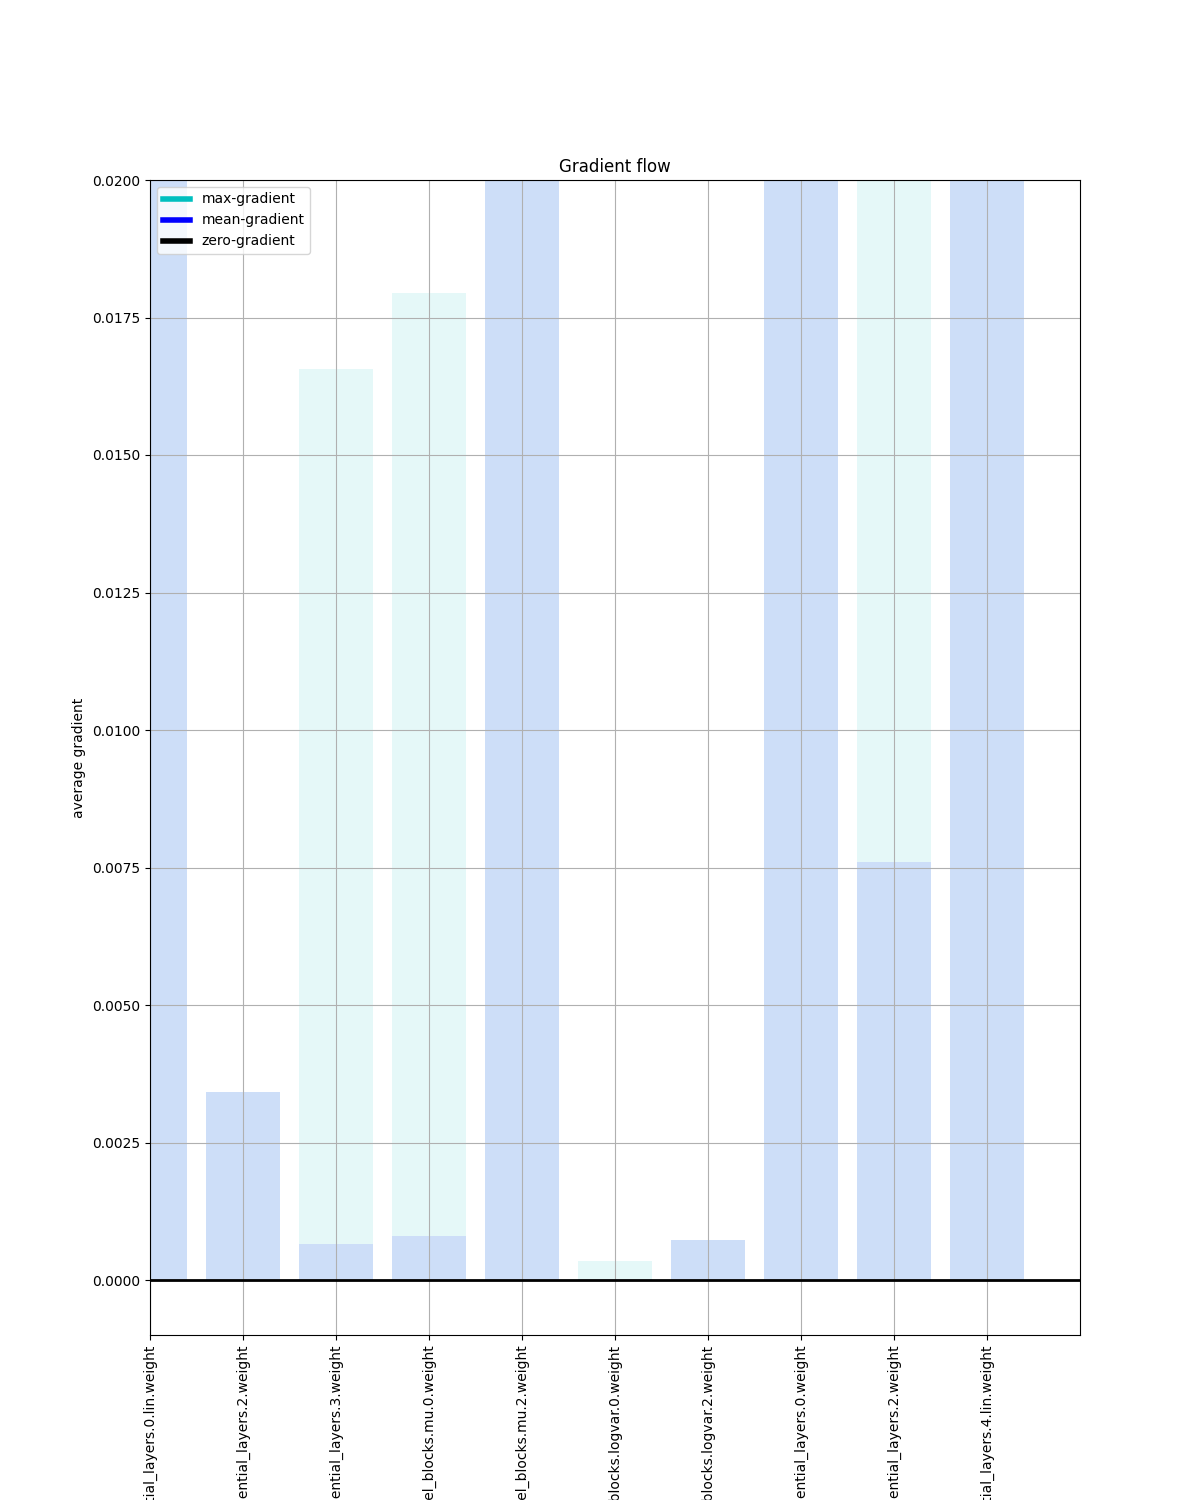 Gradient flow
max-gradient
mean-gradient
zero-gradient
0.0200
0.0175
0.0150
0.0125
0.0100
0.0075
0.0050
0.0025
0.0000
average gradient
tial_layers.0.lin.weight
ential_layers.2.weight
ential_layers.3.weight
el_blocks.mu.0.weight
el_blocks.mu.2.weight
blocks.logvar.0.weight
blocks.logvar.2.weight
ential_layers.0.weight
ential_layers.2.weight
tial_layers.4.lin.weight